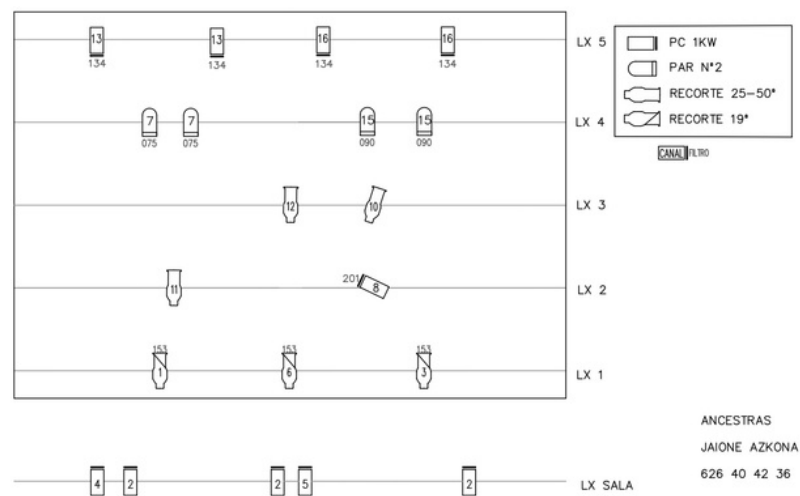 13 13 16 16 LX 5
134 134 134 134
PC 1KW
PAR N°2
RECORTE 25-50°
RECORTE 19°
CANAL FILTRO
7 7 15 15 LX 4
075 075 090 090
12 10 LX 3
201
11 8 LX 2
153 153 153
1 6 3 LX 1
ANCESTRAS
JAIONE AZKONA
626 40 42 36
4 2 2 5 2 LX SALA